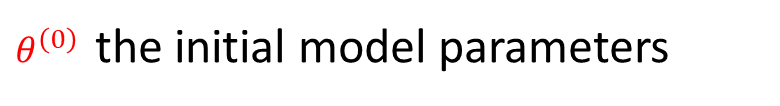 θ⁽⁰⁾ the initial model parameters